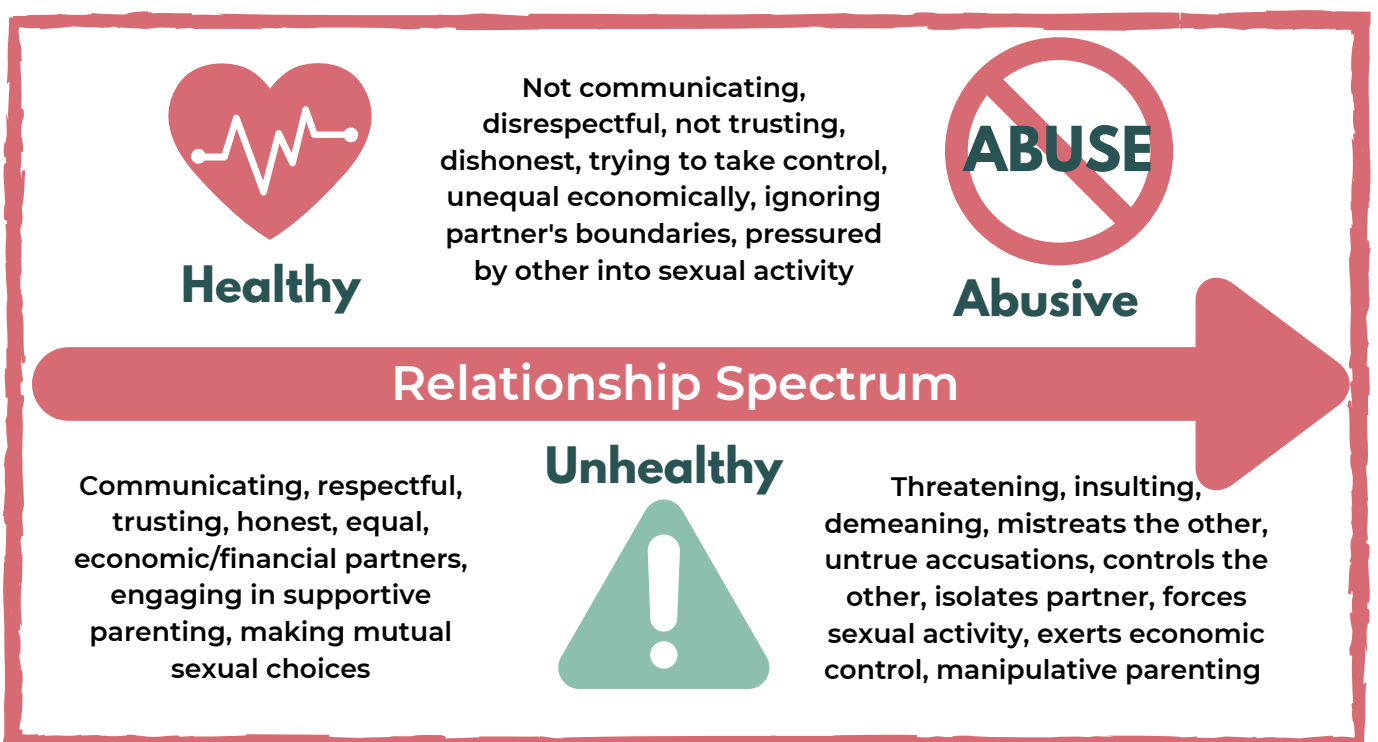 Healthy
Not communicating,
disrespectful, not trusting,
dishonest, trying to take control,
unequal economically, ignoring
partner's boundaries, pressured
by other into sexual activity
ABUSE
Abusive
Relationship Spectrum
Communicating, respectful,
trusting, honest, equal,
economic/financial partners,
engaging in supportive
parenting, making mutual
sexual choices
Unhealthy
Threatening, insulting,
demeaning, mistreats the other,
untrue accusations, controls the
other, isolates partner, forces
sexual activity, exerts economic
control, manipulative parenting